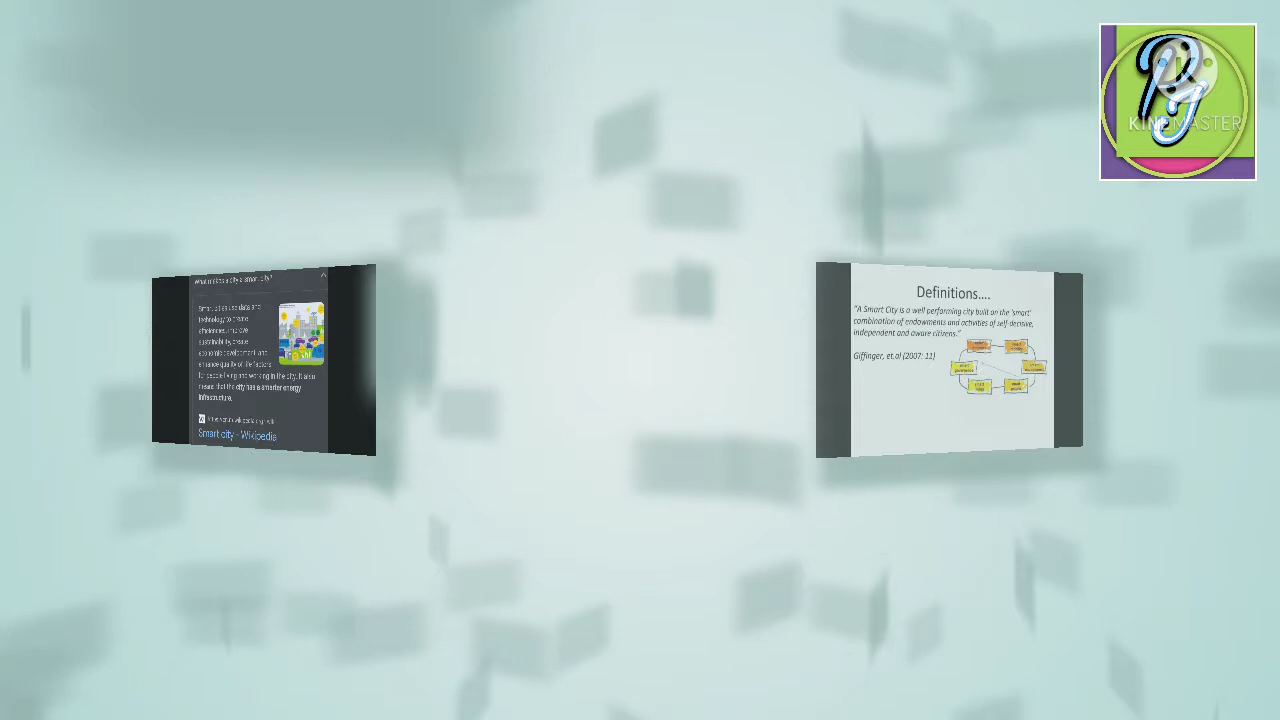 What makes a city a smart city?
Smart cities use data and
technology to create
efficiencies, improve
sustainability, create
economic development, and
enhance quality of life factors
for people living and working in the city. It also
means that the city has a smarter energy
infrastructure.
Smart city - Wikipedia
Definitions....
"A Smart City is a well performing city built on the 'smart'
combination of endowments and activities of self-decisive,
independent and aware citizens."
Giffinger, et.al (2007: 11)
KINEMASTER